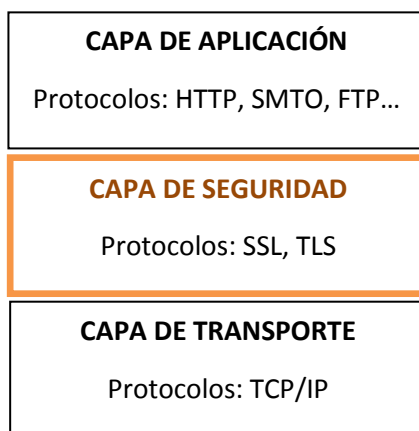 CAPA DE APLICACIÓN
Protocolos: HTTP, SMTO, FTP…
CAPA DE SEGURIDAD
Protocolos: SSL, TLS
CAPA DE TRANSPORTE
Protocolos: TCP/IP